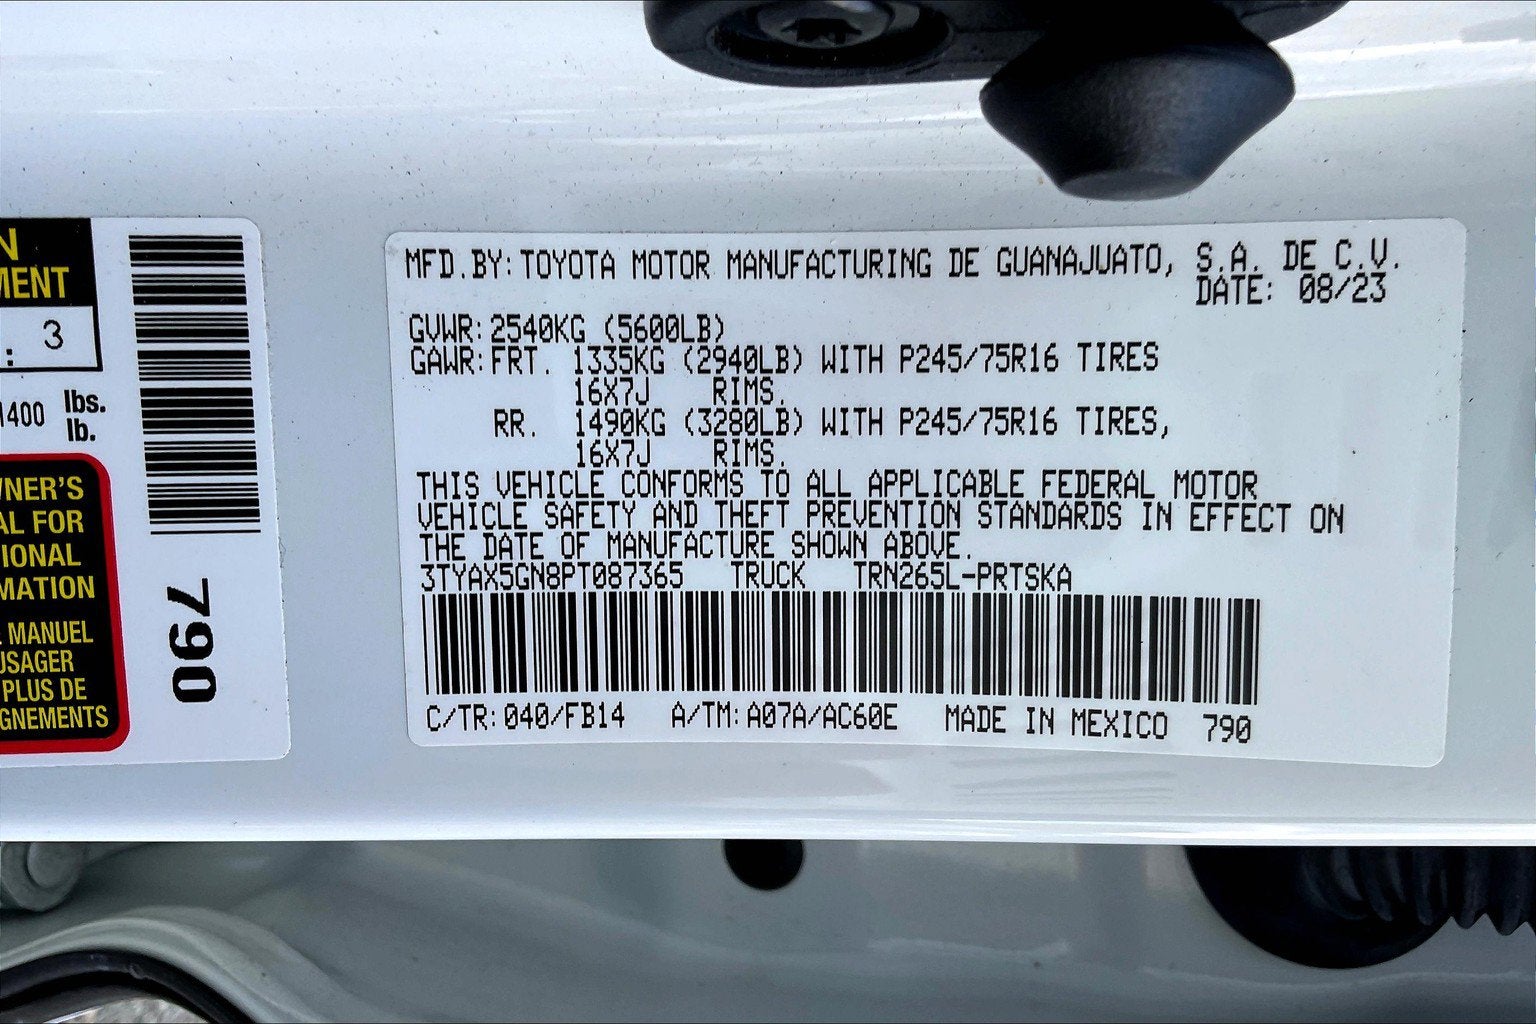 N
MENT
: 3
1400 lbs.
lb.
WNER'S
AL FOR
IONAL
MATION
MANUEL
USAGER
PLUS DE
GNEMENTS
790
MFD.BY:TOYOTA MOTOR MANUFACTURING DE GUANAJUATO, S.A. DE C.V.
DATE: 08/23
GVWR:2540KG (5600LB)
GAWR:FRT. 1335KG (2940LB) WITH P245/75R16 TIRES
16X7J RIMS.
RR. 1490KG (3280LB) WITH P245/75R16 TIRES,
16X7J RIMS.
THIS VEHICLE CONFORMS TO ALL APPLICABLE FEDERAL MOTOR
VEHICLE SAFETY AND THEFT PREVENTION STANDARDS IN EFFECT ON
THE DATE OF MANUFACTURE SHOWN ABOVE.
3TYAX5GN8PT087365 TRUCK TRN265L-PRTSKA
C/TR:040/FB14 A/TM:A07A/AC60E MADE IN MEXICO 790